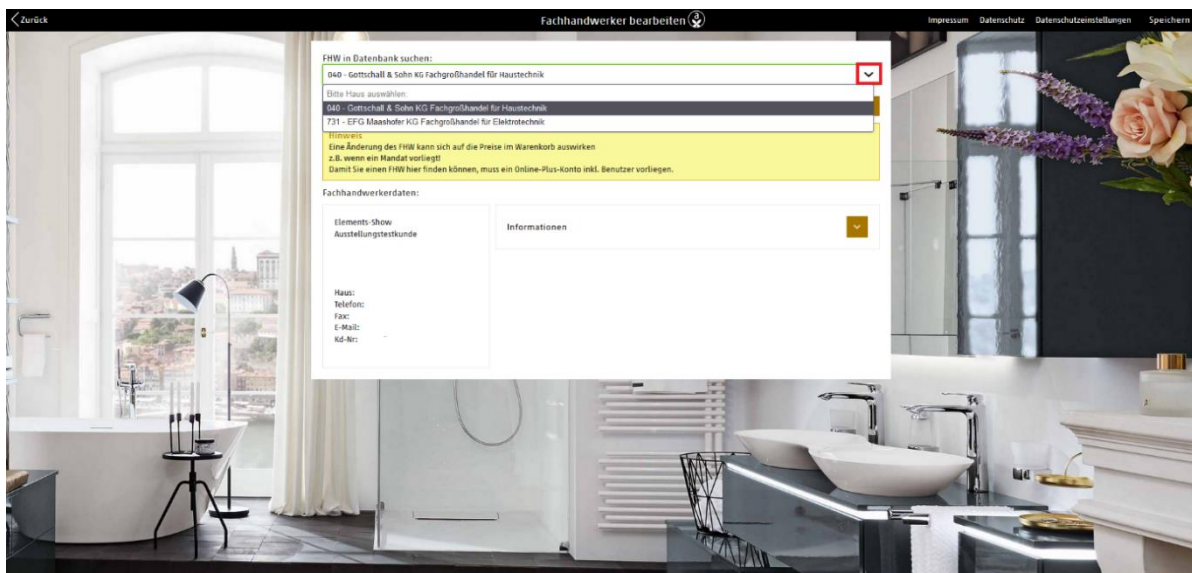 Zurück
Fachhandwerker bearbeiten
Impressum Datenschutz Datenschutzeinstellungen Speichern
FHW in Datenbank suchen:
040 - Gottschall & Sohn KG Fachgroßhandel für Haustechnik
Bitte Haus auswählen:
040 - Gottschall & Sohn KG Fachgroßhandel für Haustechnik
731 - EFG Maashofer KG Fachgroßhandel für Elektrotechnik
Hinweis
Eine Änderung des FHW kann sich auf die Preise im Warenkorb auswirken
z.B. wenn ein Mandat vorliegt!
Damit Sie einen FHW hier finden können, muss ein Online-Plus-Konto inkl. Benutzer vorliegen.
Fachhandwerkerdaten:
Elements-Show
Ausstellungstestkunde
Informationen
Haus:
Telefon:
Fax:
E-Mail:
Kd-Nr: